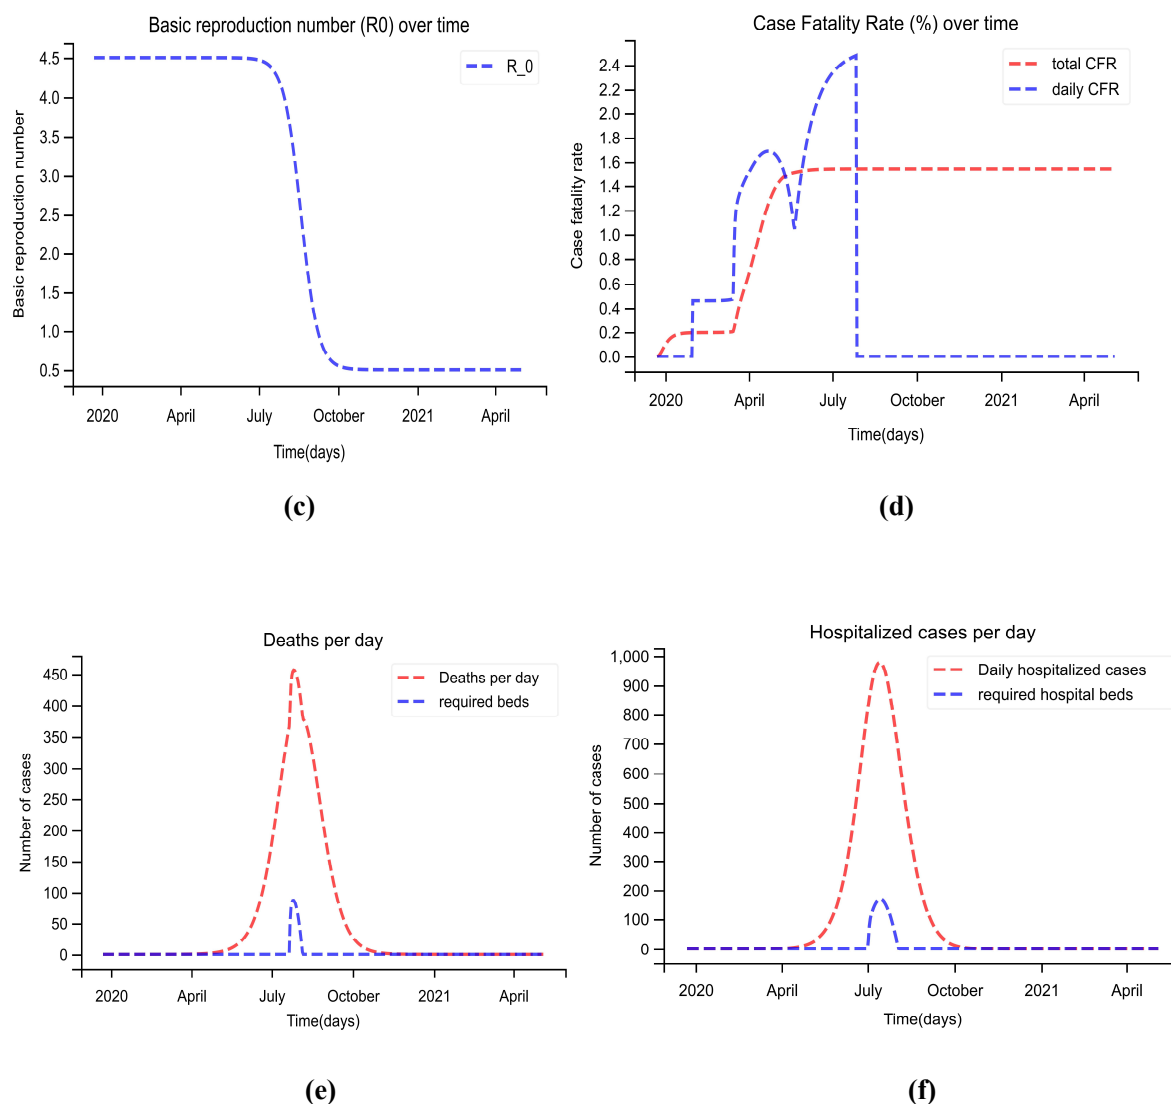 Basic reproduction number (R0) over time
R_0
Basic reproduction number
4.5
4.0
3.5
3.0
2.5
2.0
1.5
1.0
0.5
2020 April July October 2021 April
Time(days)
(c)
Case Fatality Rate (%) over time
total CFR
daily CFR
Case fatality rate
2.4
2.2
2.0
1.8
1.6
1.4
1.2
1.0
0.8
0.6
0.4
0.2
0.0
2020 April July October 2021 April
Time(days)
(d)
Deaths per day
Deaths per day
required beds
Number of cases
450
400
350
300
250
200
150
100
50
0
2020 April July October 2021 April
Time(days)
(e)
Hospitalized cases per day
Daily hospitalized cases
required hospital beds
Number of cases
1,000
900
800
700
600
500
400
300
200
100
0
2020 April July October 2021 April
Time(days)
(f)